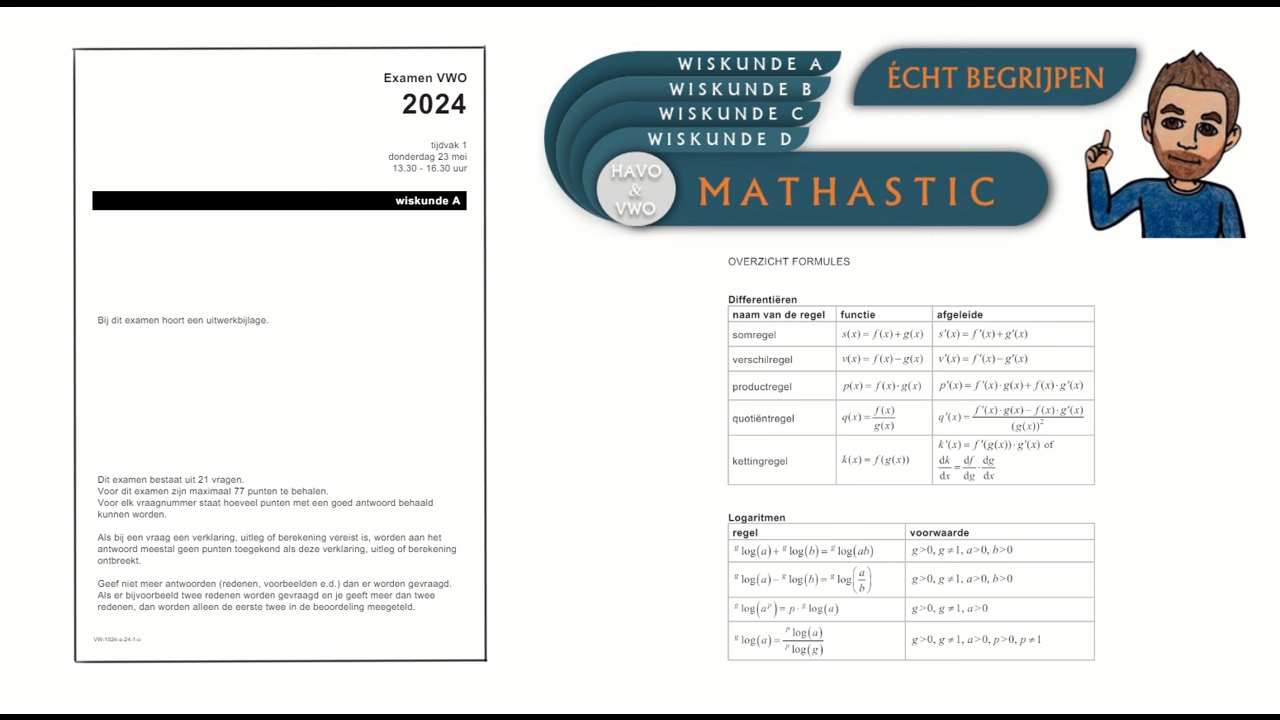 Examen VWO
2024
tijdvak 1
donderdag 23 mei
13.30 - 16.30 uur
wiskunde A
Bij dit examen hoort een uitwerkbijlage.
Dit examen bestaat uit 21 vragen.
Voor dit examen zijn maximaal 77 punten te behalen.
Voor elk vraagnummer staat hoeveel punten met een goed antwoord behaald
kunnen worden.
Als bij een vraag een verklaring, uitleg of berekening vereist is, worden aan het
antwoord meestal geen punten toegekend als deze verklaring, uitleg of berekening
ontbreekt.
Geef niet meer antwoorden (redenen, voorbeelden e.d.) dan er worden gevraagd.
Als er bijvoorbeeld twee redenen worden gevraagd en je geeft meer dan twee
redenen, dan worden alleen de eerste twee in de beoordeling meegeteld.
VW-1024-a-24-1-o
WISKUNDE A
WISKUNDE B
WISKUNDE C
WISKUNDE D
HAVO
&
VWO
MATHASTIC
ÉCHT BEGRIJPEN
OVERZICHT FORMULES
Differentiëren
naam van de regel functie afgeleide
somregel s(x) = f(x) + g(x) s'(x) = f'(x) + g'(x)
verschilregel v(x) = f(x) − g(x) v'(x) = f'(x) − g'(x)
productregel p(x) = f(x) · g(x) p'(x) = f'(x) · g(x) + f(x) · g'(x)
quotiëntregel q(x) = f(x)/g(x) q'(x) = (f'(x) · g(x) − f(x) · g'(x))/(g(x))²
kettingregel k(x) = f(g(x)) k'(x) = f'(g(x)) · g'(x) of
dk/dx = df/dg · dg/dx
Logaritmen
regel voorwaarde
ᵍlog(a) + ᵍlog(b) = ᵍlog(ab) g>0, g≠1, a>0, b>0
ᵍlog(a) − ᵍlog(b) = ᵍlog(a/b) g>0, g≠1, a>0, b>0
ᵍlog(aᵖ) = p · ᵍlog(a) g>0, g≠1, a>0
ᵍlog(a) = ᵖlog(a)/ᵖlog(g) g>0, g≠1, a>0, p>0, p≠1